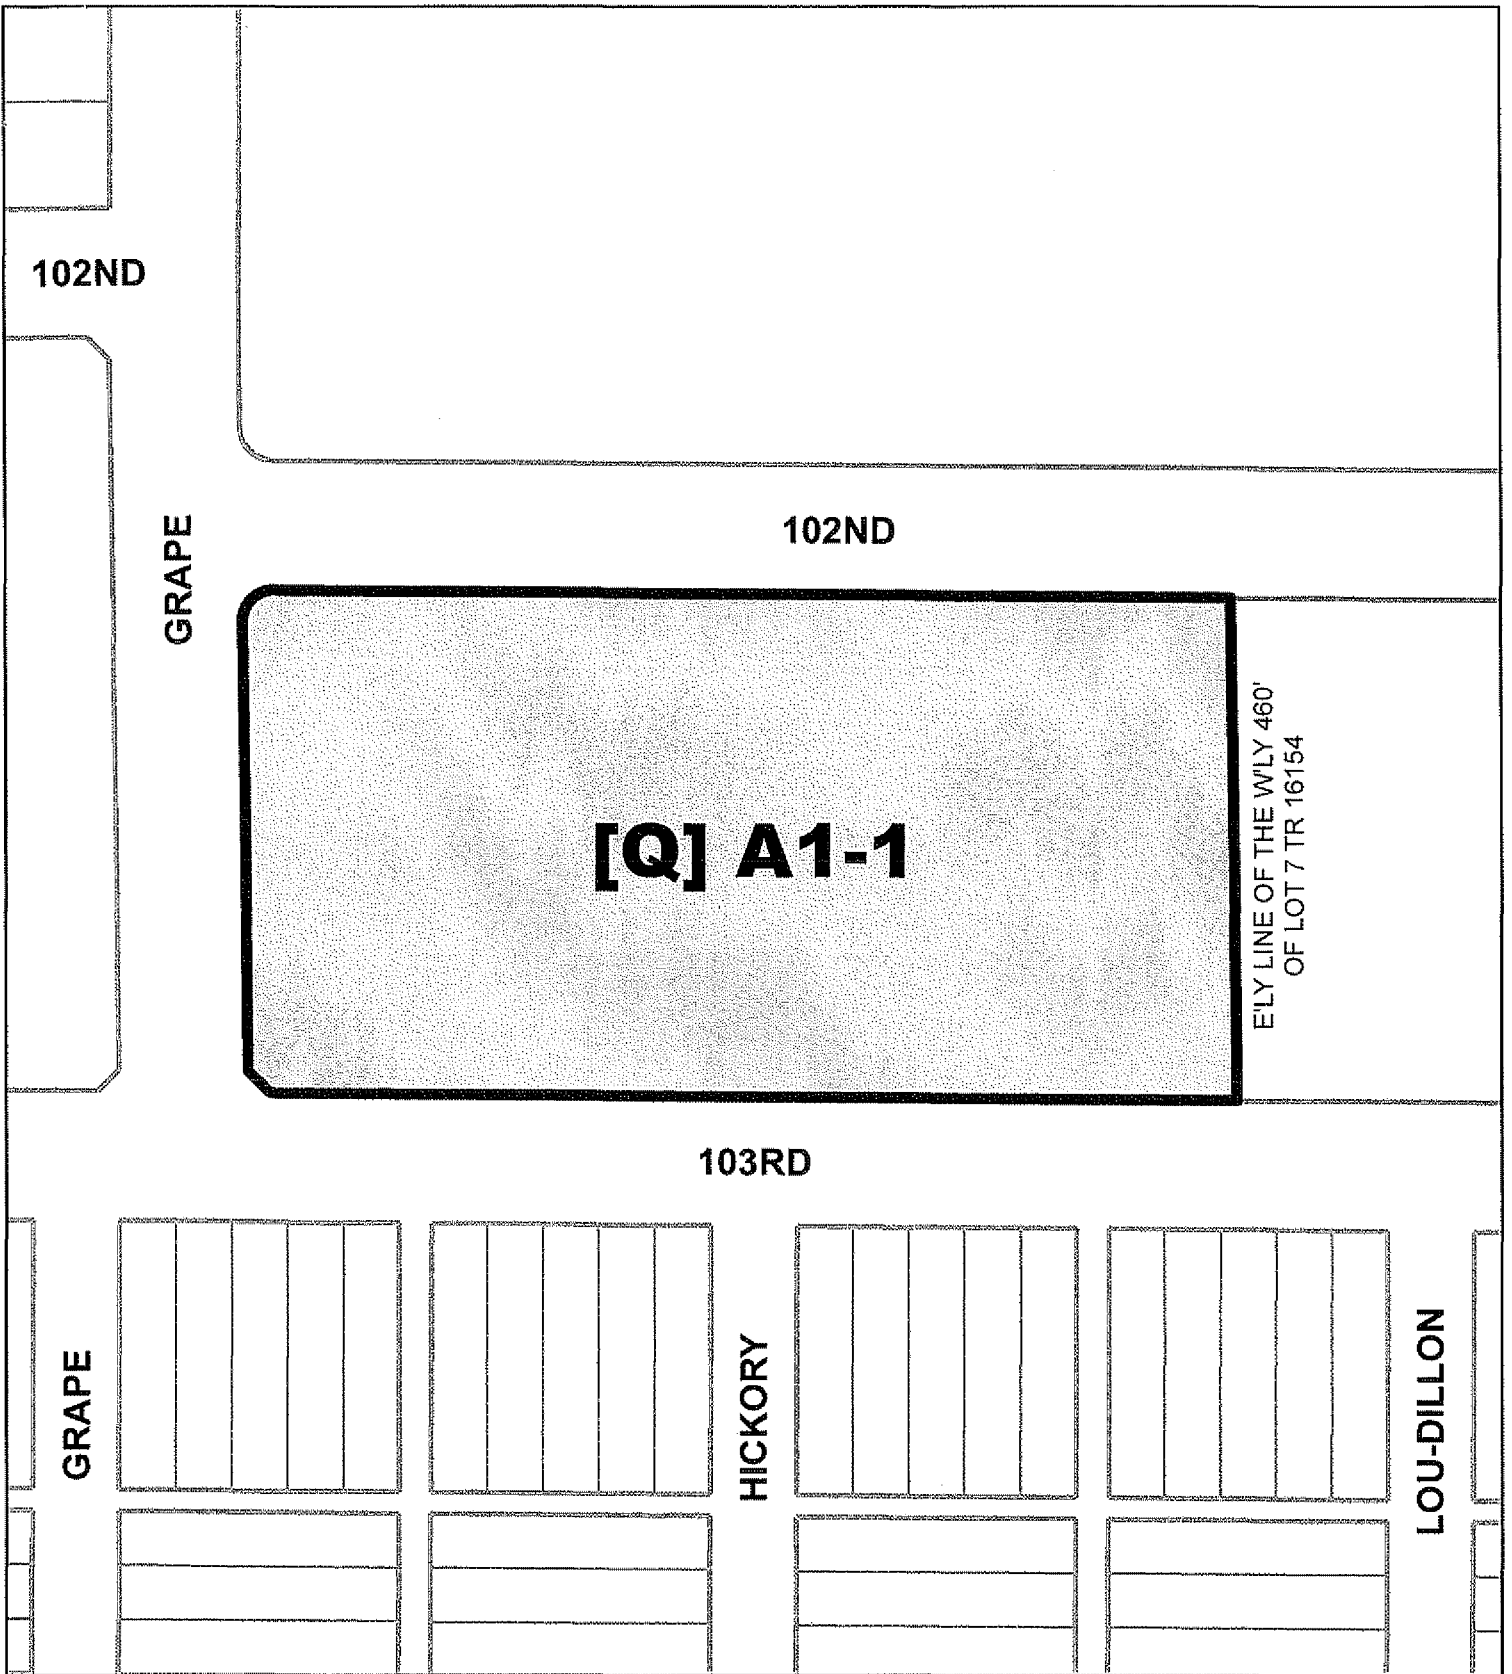 102ND
102ND
GRAPE
[Q] A1-1
E'LY LINE OF THE W'LY 460'
OF LOT 7 TR 16154
103RD
GRAPE
HICKORY
LOU-DILLON